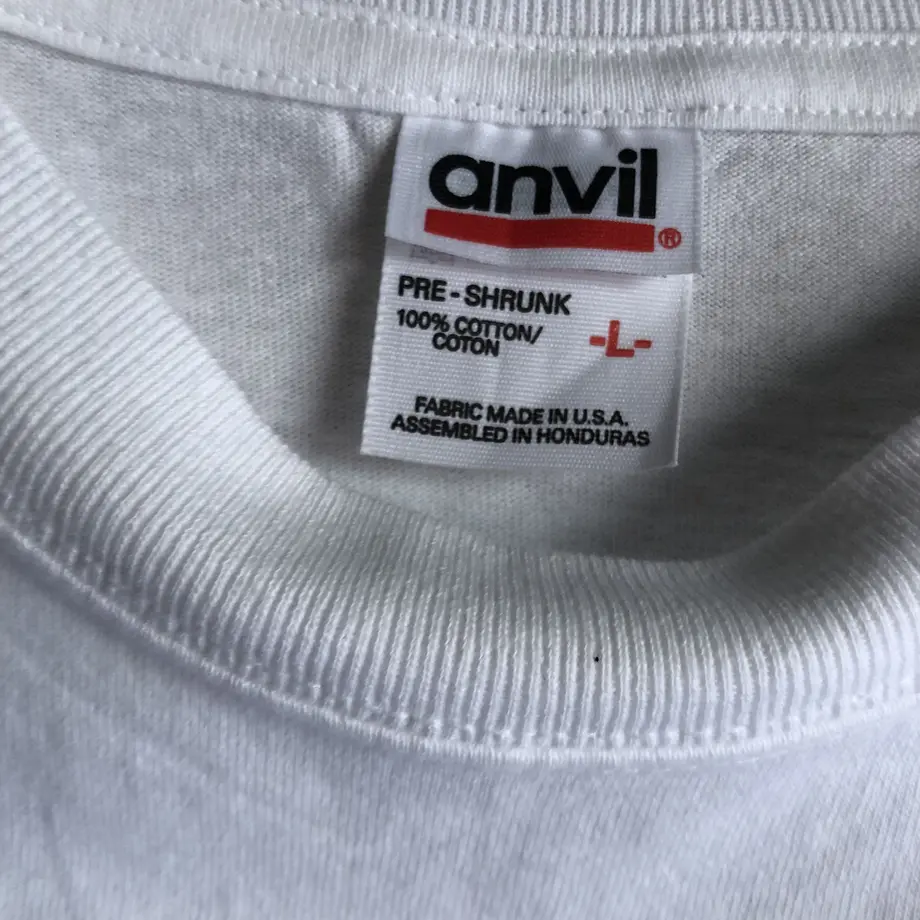 anvil®
PRE-SHRUNK
100% COTTON/
COTON
-L-
FABRIC MADE IN U.S.A.
ASSEMBLED IN HONDURAS